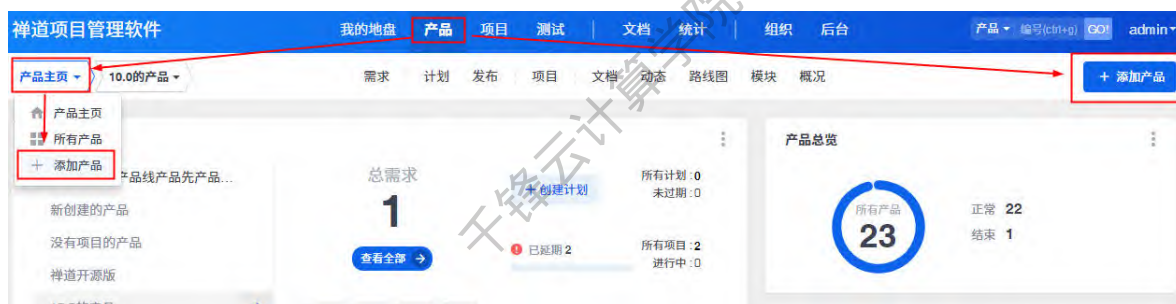 禅道项目管理软件 我的地盘 产品 项目 测试 文档 统计 组织 后台 产品 编号(ctrl+g) GO! admin
产品主页 10.0的产品 需求 计划 发布 项目 文档 动态 路线图 模块 概况 + 添加产品
产品主页
所有产品
+ 添加产品
产品线产品先产品...
新创建的产品
没有项目的产品
禅道开源版
总需求
1
查看全部
+ 创建计划
已延期 2
所有计划:0
未过期:0
所有项目:2
进行中:0
产品总览
所有产品
23
正常 22
结束 1
千锋云计算学院